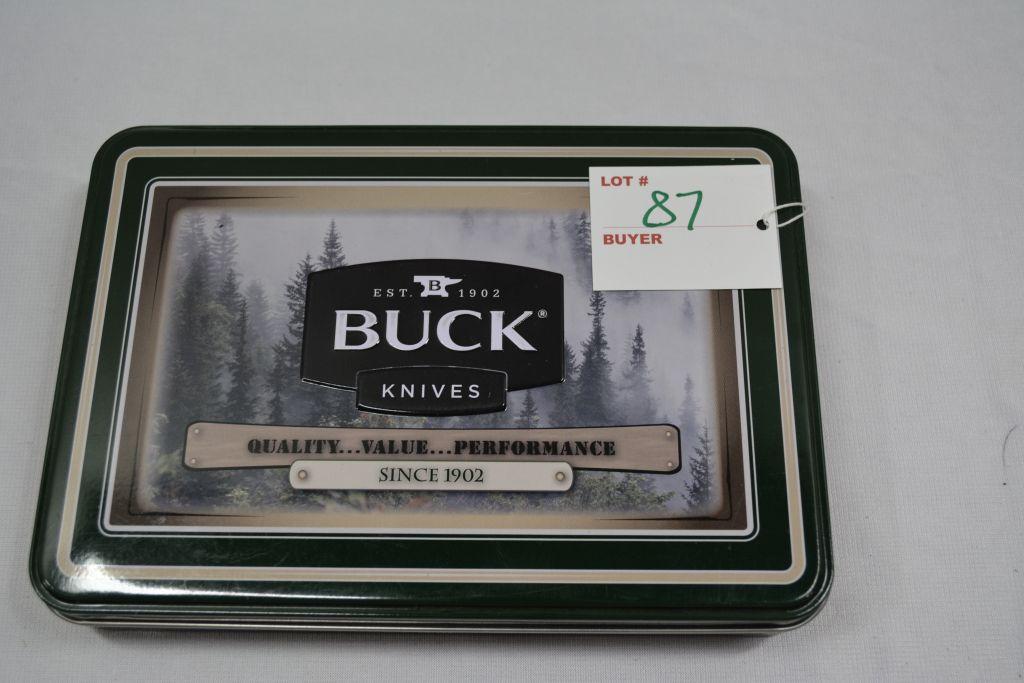 LOT #
87
BUYER
EST. B 1902
BUCK®
KNIVES
QUALITY...VALUE...PERFORMANCE
SINCE 1902